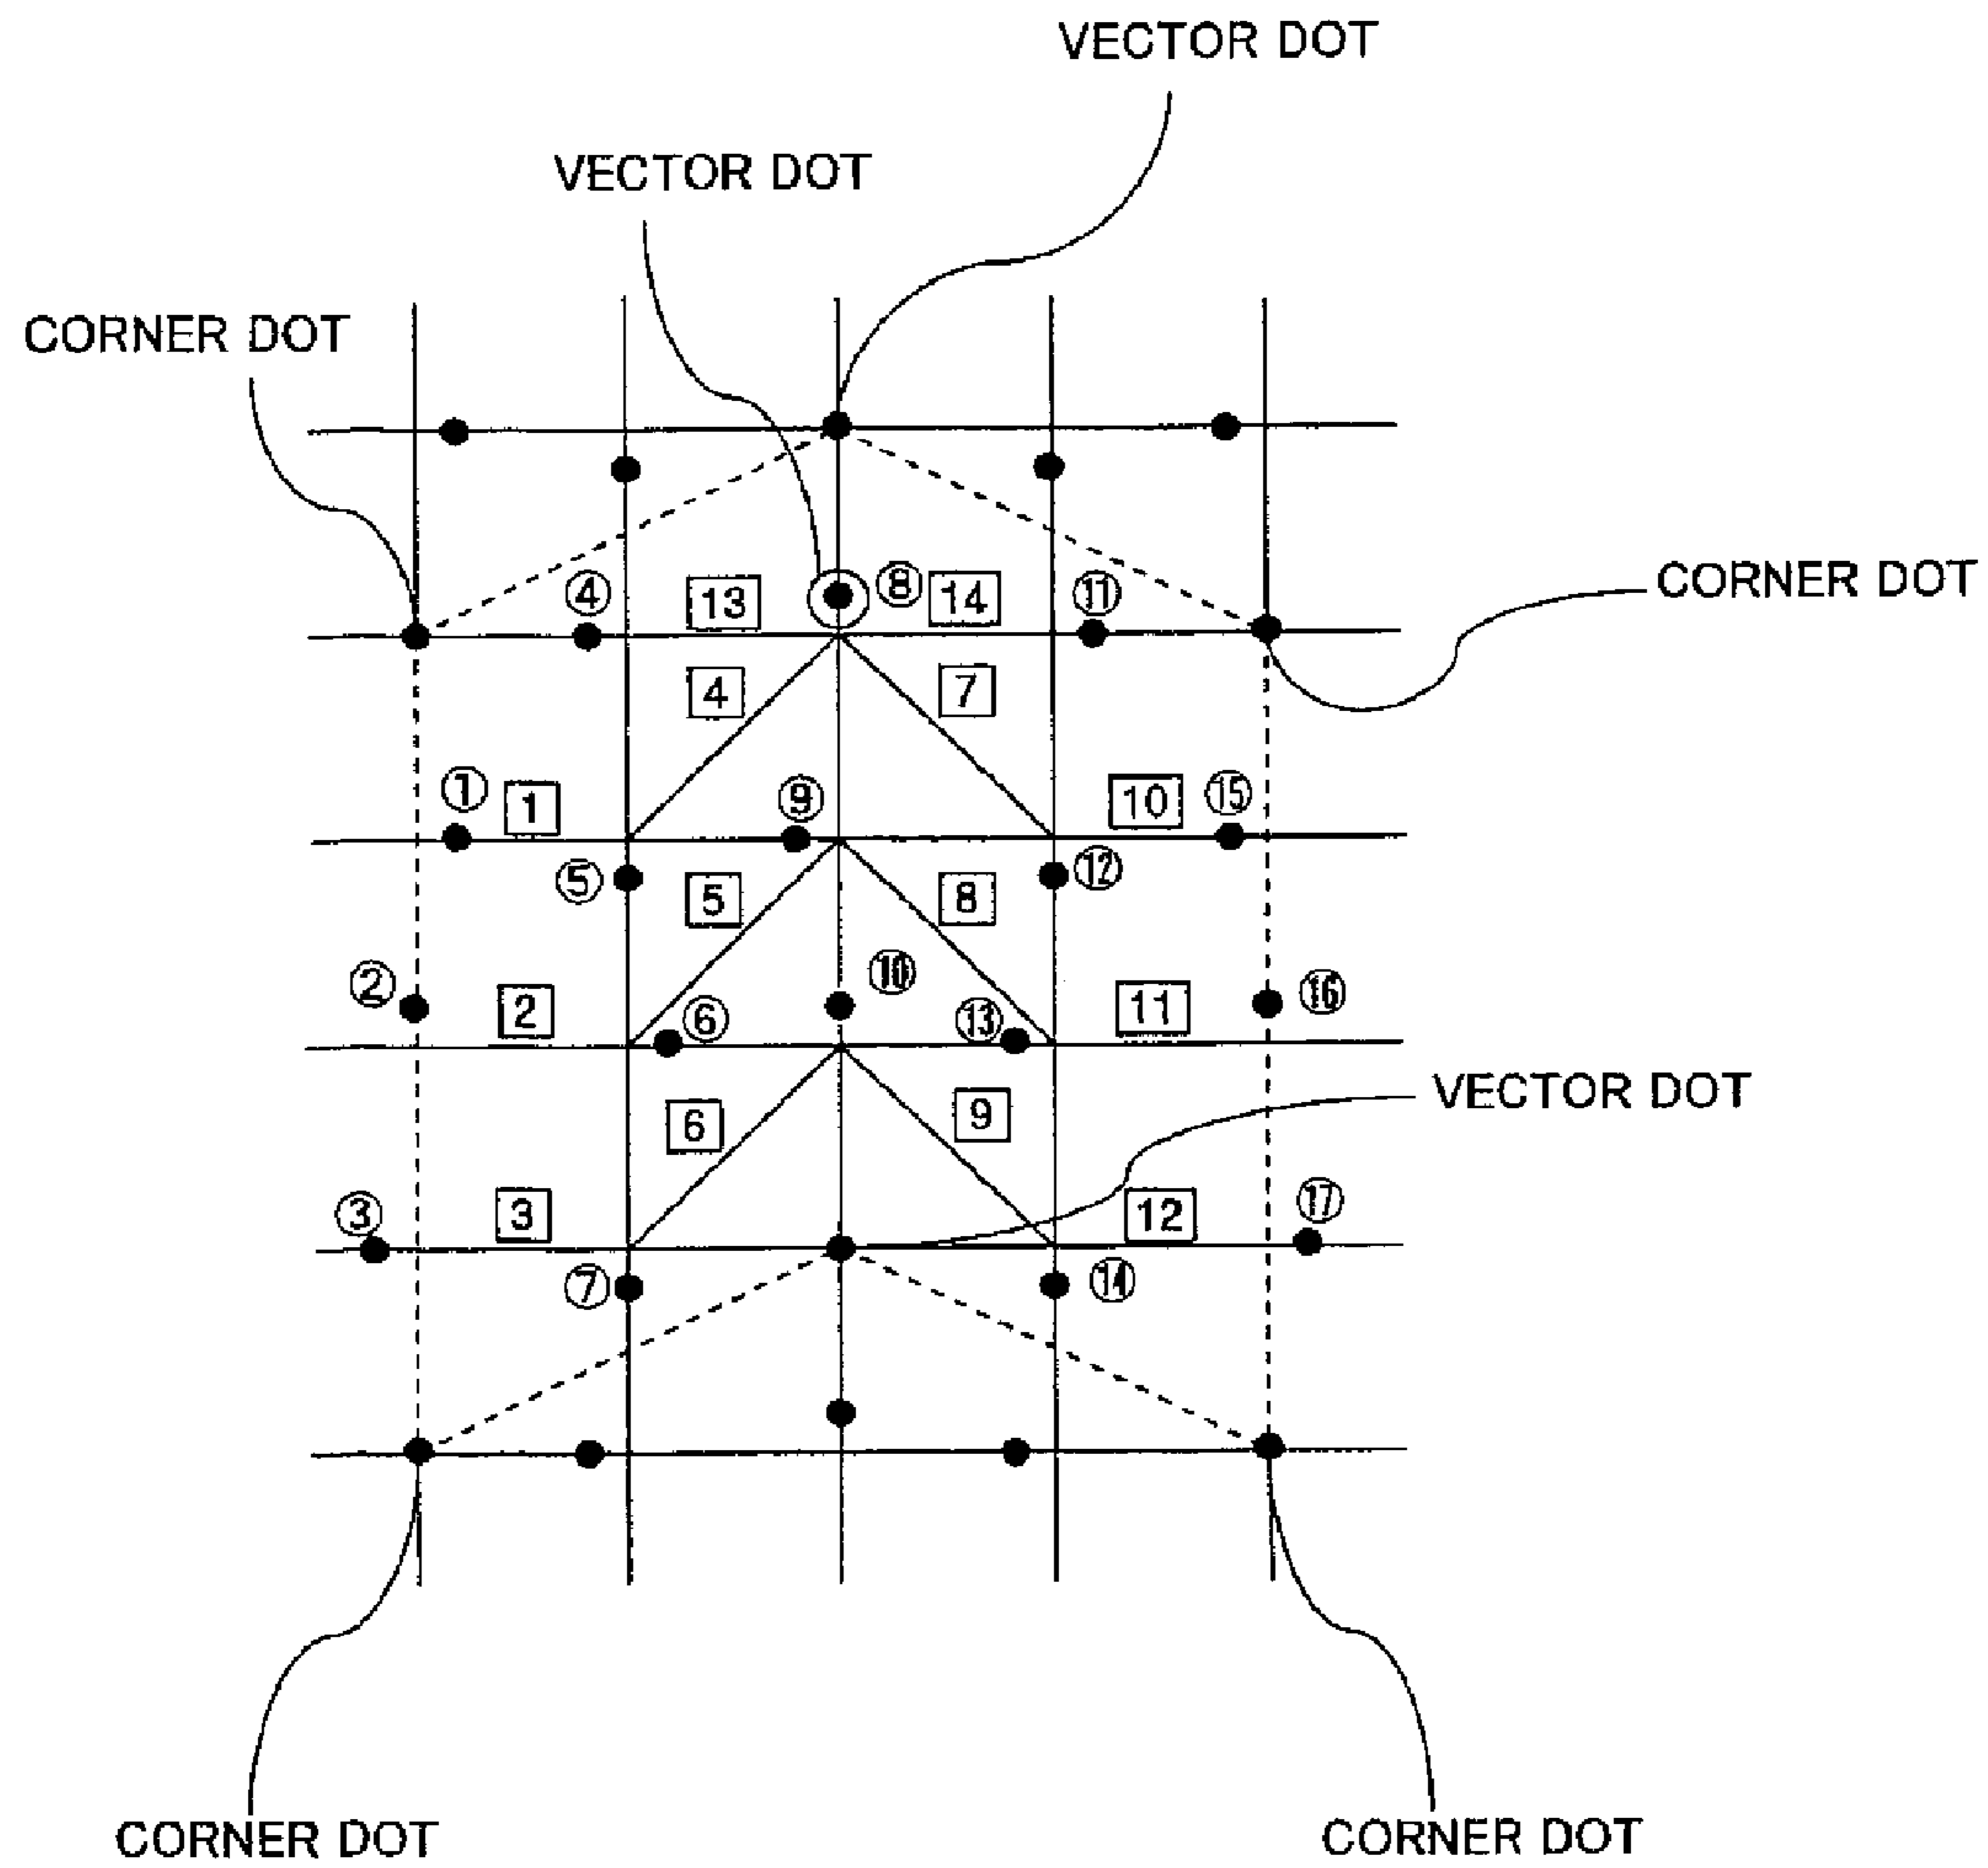 VECTOR DOT
VECTOR DOT
CORNER DOT
CORNER DOT
④ 13 ⑧ 14 ⑪
4 7
① 1 ⑨ 10 ⑮
⑤ 5 8 ⑫
② 2 ⑥ ⑩ ⑬ 11 ⑯
6 9
VECTOR DOT
③ 3 12 ⑰
⑦ ⑭
CORNER DOT
CORNER DOT